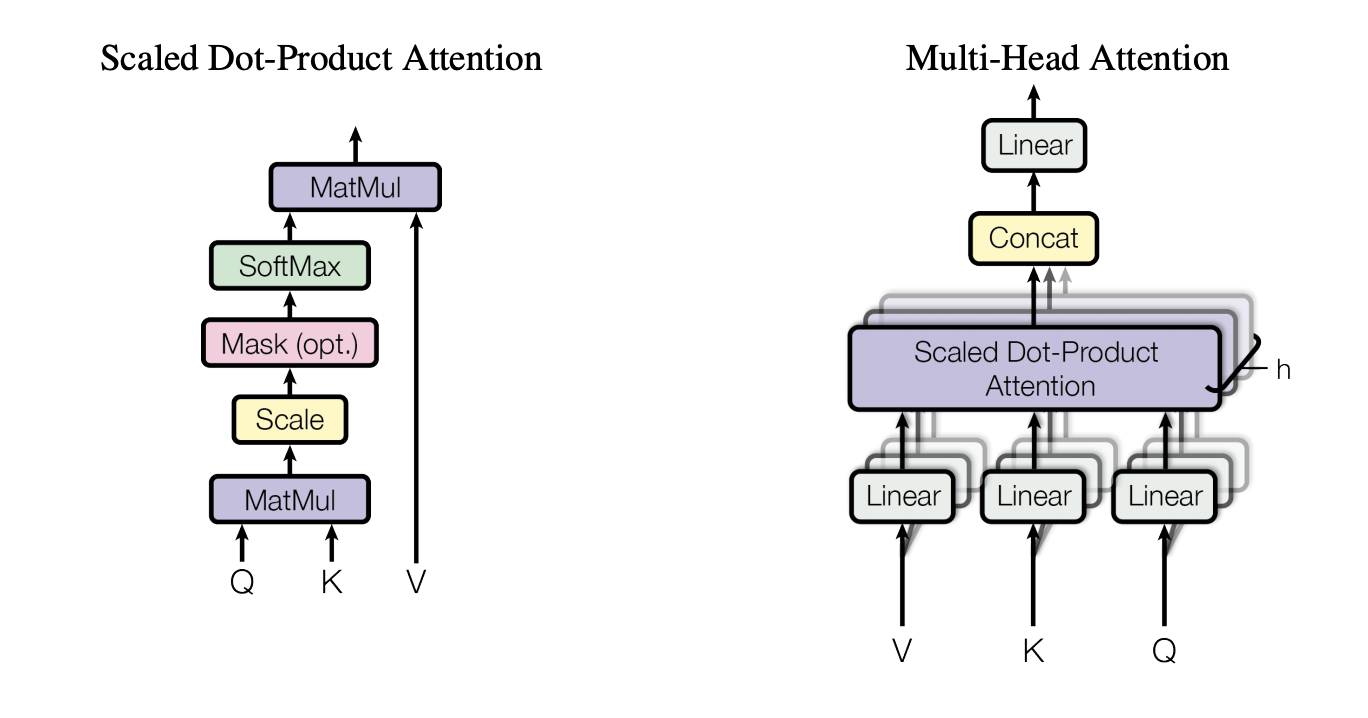 Scaled Dot-Product Attention
MatMul
SoftMax
Mask (opt.)
Scale
MatMul
Q K V
Multi-Head Attention
Linear
Concat
Scaled Dot-Product
Attention
h
Linear Linear Linear
V K Q